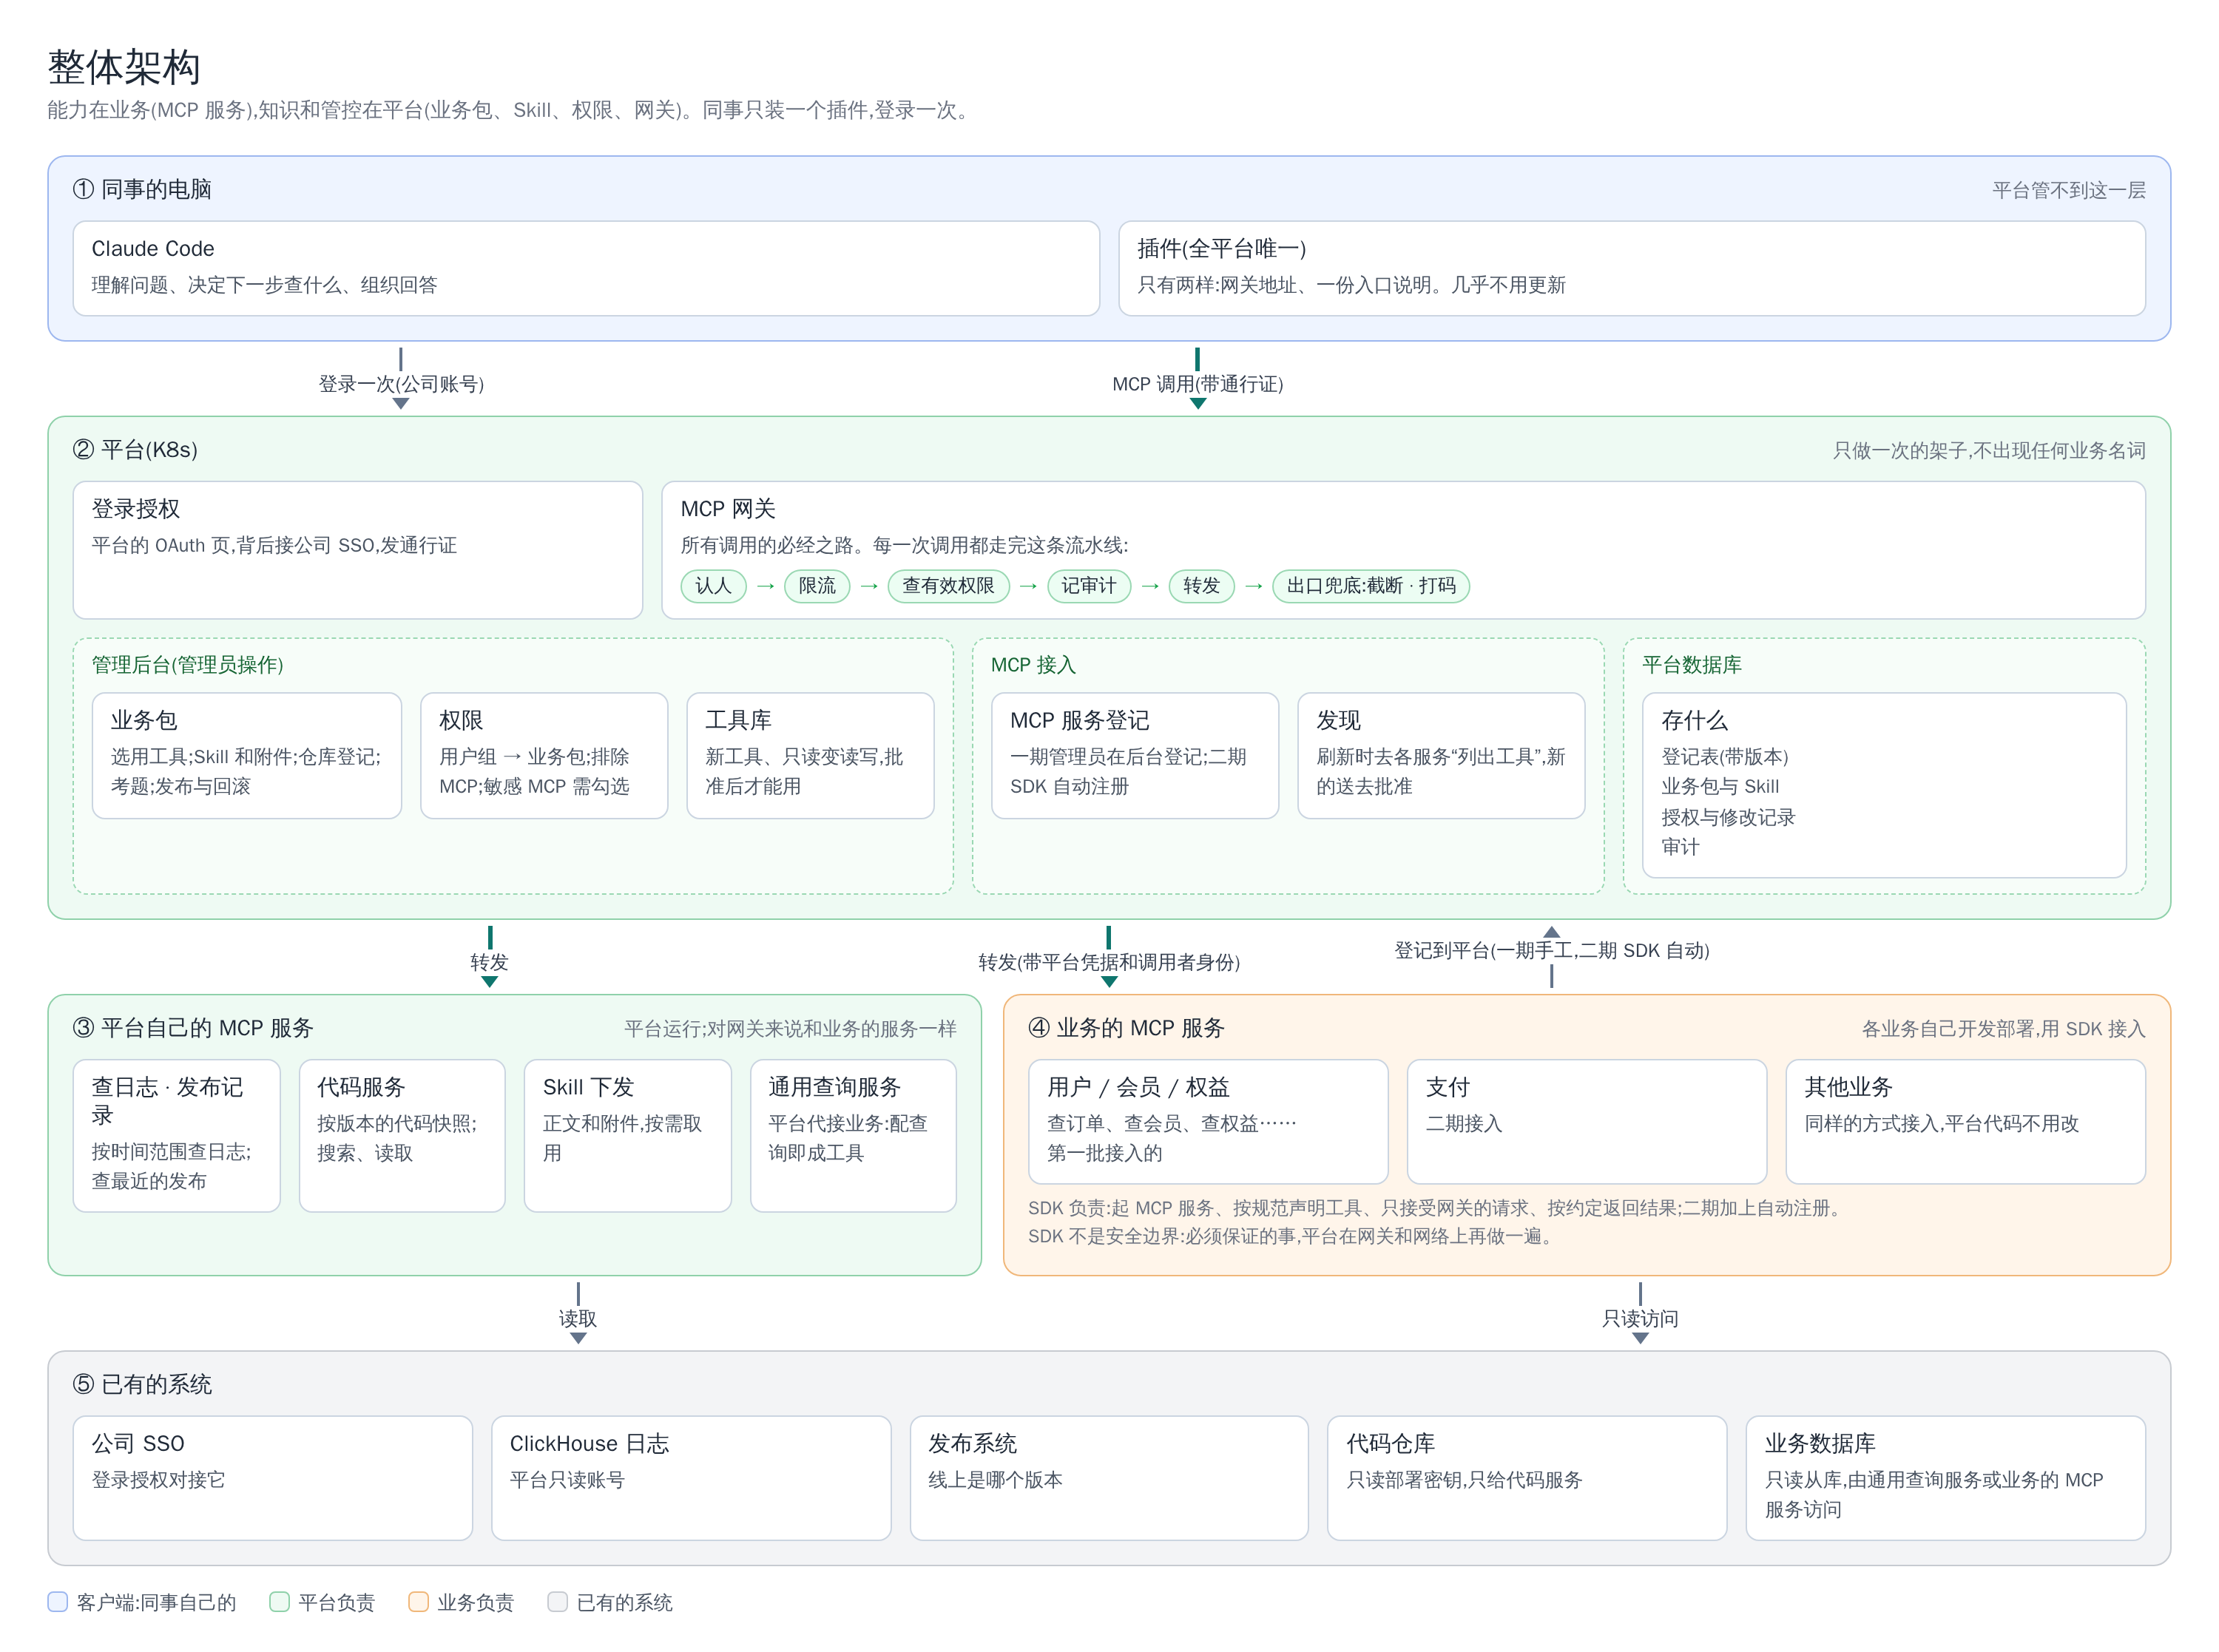 整体架构
能力在业务(MCP 服务),知识和管控在平台(业务包、Skill、权限、网关)。同事只装一个插件,登录一次。
① 同事的电脑
平台管不到这一层
Claude Code
理解问题、决定下一步查什么、组织回答
插件(全平台唯一)
只有两样:网关地址、一份入口说明。几乎不用更新
登录一次(公司账号)
MCP 调用(带通行证)
② 平台(K8s)
只做一次的架子,不出现任何业务名词
登录授权
平台的 OAuth 页,背后接公司 SSO,发通行证
MCP 网关
所有调用的必经之路。每一次调用都走完这条流水线:
认人 → 限流 → 查有效权限 → 记审计 → 转发 → 出口兜底:截断 · 打码
管理后台(管理员操作)
业务包
选用工具;Skill 和附件;仓库登记;
考题;发布与回滚
权限
用户组 → 业务包;排除
MCP;敏感 MCP 需勾选
工具库
新工具、只读变读写,批
准后才能用
MCP 接入
MCP 服务登记
一期管理员在后台登记;二期
SDK 自动注册
发现
刷新时去各服务“列出工具”,新
的送去批准
平台数据库
存什么
登记表(带版本)
业务包与 Skill
授权与修改记录
审计
转发
转发(带平台凭据和调用者身份)
登记到平台(一期手工,二期 SDK 自动)
③ 平台自己的 MCP 服务
平台运行;对网关来说和业务的服务一样
查日志 · 发布记
录
按时间范围查日志;
查最近的发布
代码服务
按版本的代码快照;
搜索、读取
Skill 下发
正文和附件,按需取
用
通用查询服务
平台代接业务:配查
询即成工具
④ 业务的 MCP 服务
各业务自己开发部署,用 SDK 接入
用户 / 会员 / 权益
查订单、查会员、查权益……
第一批接入的
支付
二期接入
其他业务
同样的方式接入,平台代码不用改
SDK 负责:起 MCP 服务、按规范声明工具、只接受网关的请求、按约定返回结果;二期加上自动注册。
SDK 不是安全边界:必须保证的事,平台在网关和网络上再做一遍。
读取
只读访问
⑤ 已有的系统
公司 SSO
登录授权对接它
ClickHouse 日志
平台只读账号
发布系统
线上是哪个版本
代码仓库
只读部署密钥,只给代码服务
业务数据库
只读从库,由通用查询服务或业务的 MCP
服务访问
客户端:同事自己的
平台负责
业务负责
已有的系统